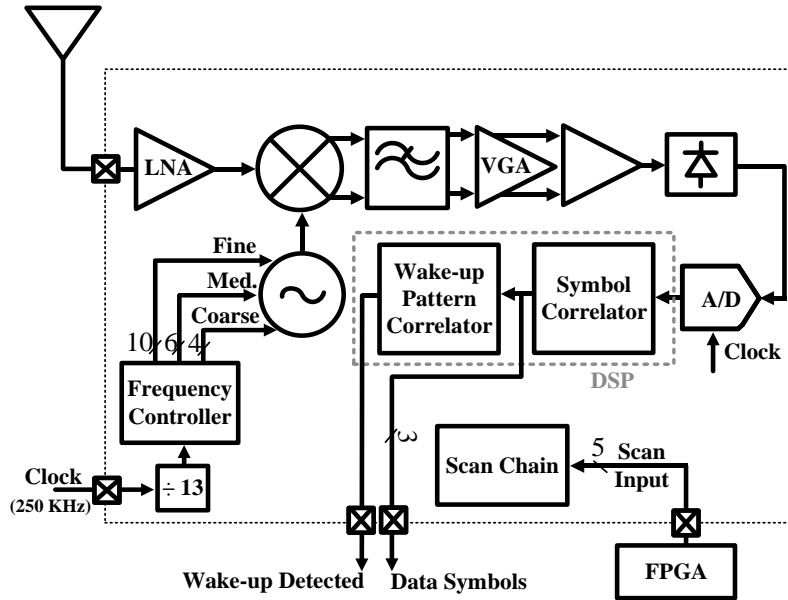 LNA
VGA
Fine
Med.
Coarse
10 6 4
Frequency
Controller
÷ 13
Clock
(250 KHz)
Wake-up
Pattern
Correlator
Symbol
Correlator
A/D
Clock
DSP
3
Scan Chain
5
Scan
Input
FPGA
Wake-up Detected
Data Symbols